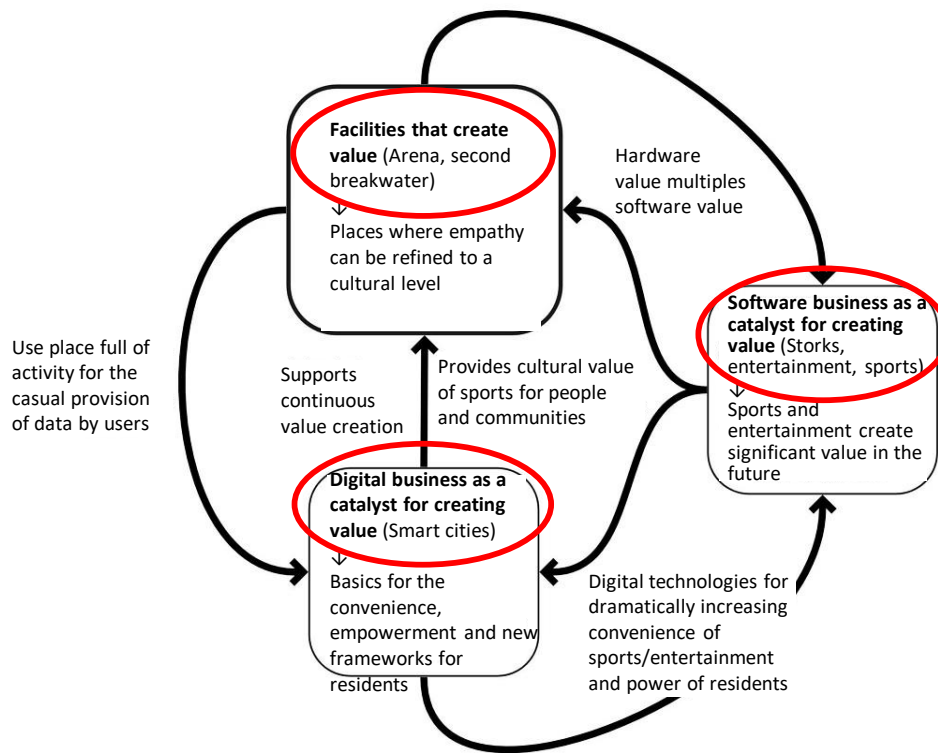 Facilities that create
value (Arena, second
breakwater)
↓
Places where empathy
can be refined to a
cultural level
Hardware
value multiples
software value
Software business as a
catalyst for creating
value (Storks,
entertainment, sports)
↓
Sports and
entertainment create
significant value in the
future
Use place full of
activity for the
casual provision
of data by users
Supports
continuous
value creation
Provides cultural value
of sports for people
and communities
Digital business as a
catalyst for creating
value (Smart cities)
↓
Basics for the
convenience,
empowerment and new
frameworks for
residents
Digital technologies for
dramatically increasing
convenience of
sports/entertainment
and power of residents